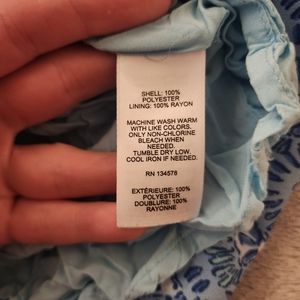 SHELL: 100%
POLYESTER
LINING: 100% RAYON
MACHINE WASH WARM
WITH LIKE COLORS.
ONLY NON-CHLORINE
BLEACH WHEN
NEEDED.
TUMBLE DRY LOW.
COOL IRON IF NEEDED.
RN 134576
EXTÉRIEURE: 100%
POLYESTER
DOUBLURE: 100%
RAYONNE